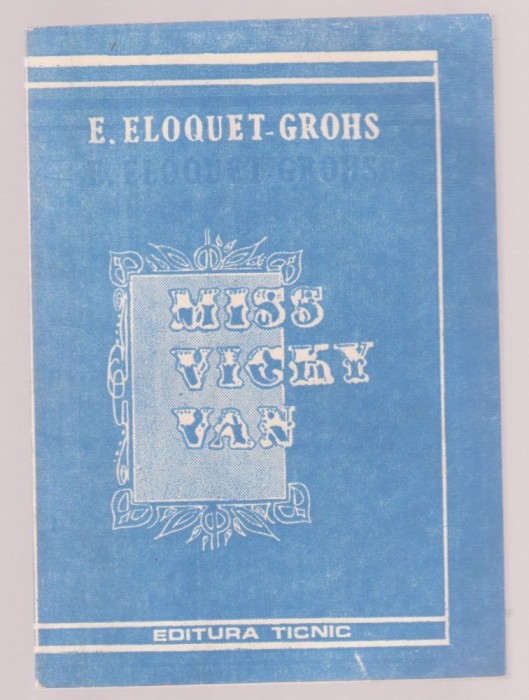 E. ELOQUET-GROHS
E. ELOQUET-GROHS
MISS
VICKY
VAN
EDITURA TICNIC